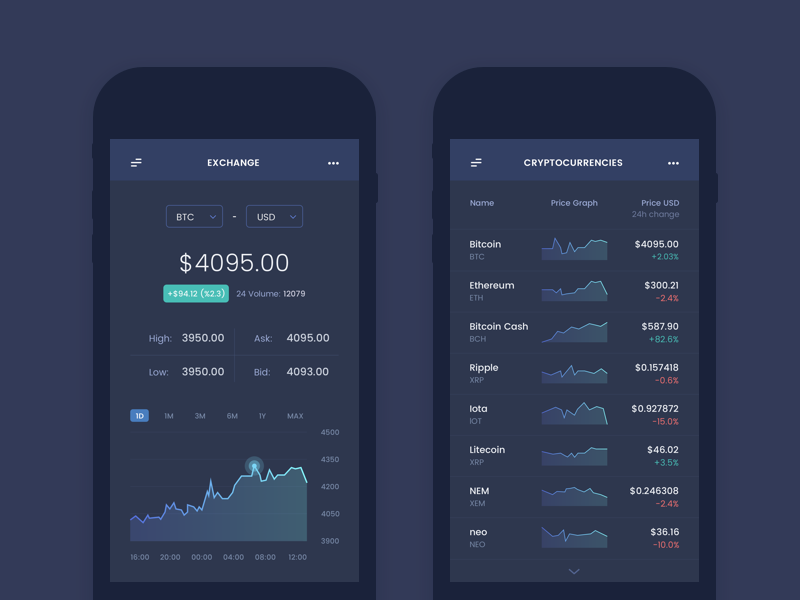 EXCHANGE
BTC - USD
$4095.00
+$94.12 (%2.3) 24 Volume: 12079
High: 3950.00 Ask: 4095.00
Low: 3950.00 Bid: 4093.00
1D 1M 3M 6M 1Y MAX
4500
4350
4200
4050
3900
16:00 20:00 00:00 04:00 08:00 12:00
CRYPTOCURRENCIES
Name Price Graph Price USD
24h change
Bitcoin $4095.00
BTC +2.03%
Ethereum $300.21
ETH -2.4%
Bitcoin Cash $587.90
BCH +82.6%
Ripple $0.157418
XRP -0.6%
Iota $0.927872
IOT -15.0%
Litecoin $46.02
XRP +3.5%
NEM $0.246308
XEM -2.4%
neo $36.16
NEO -10.0%